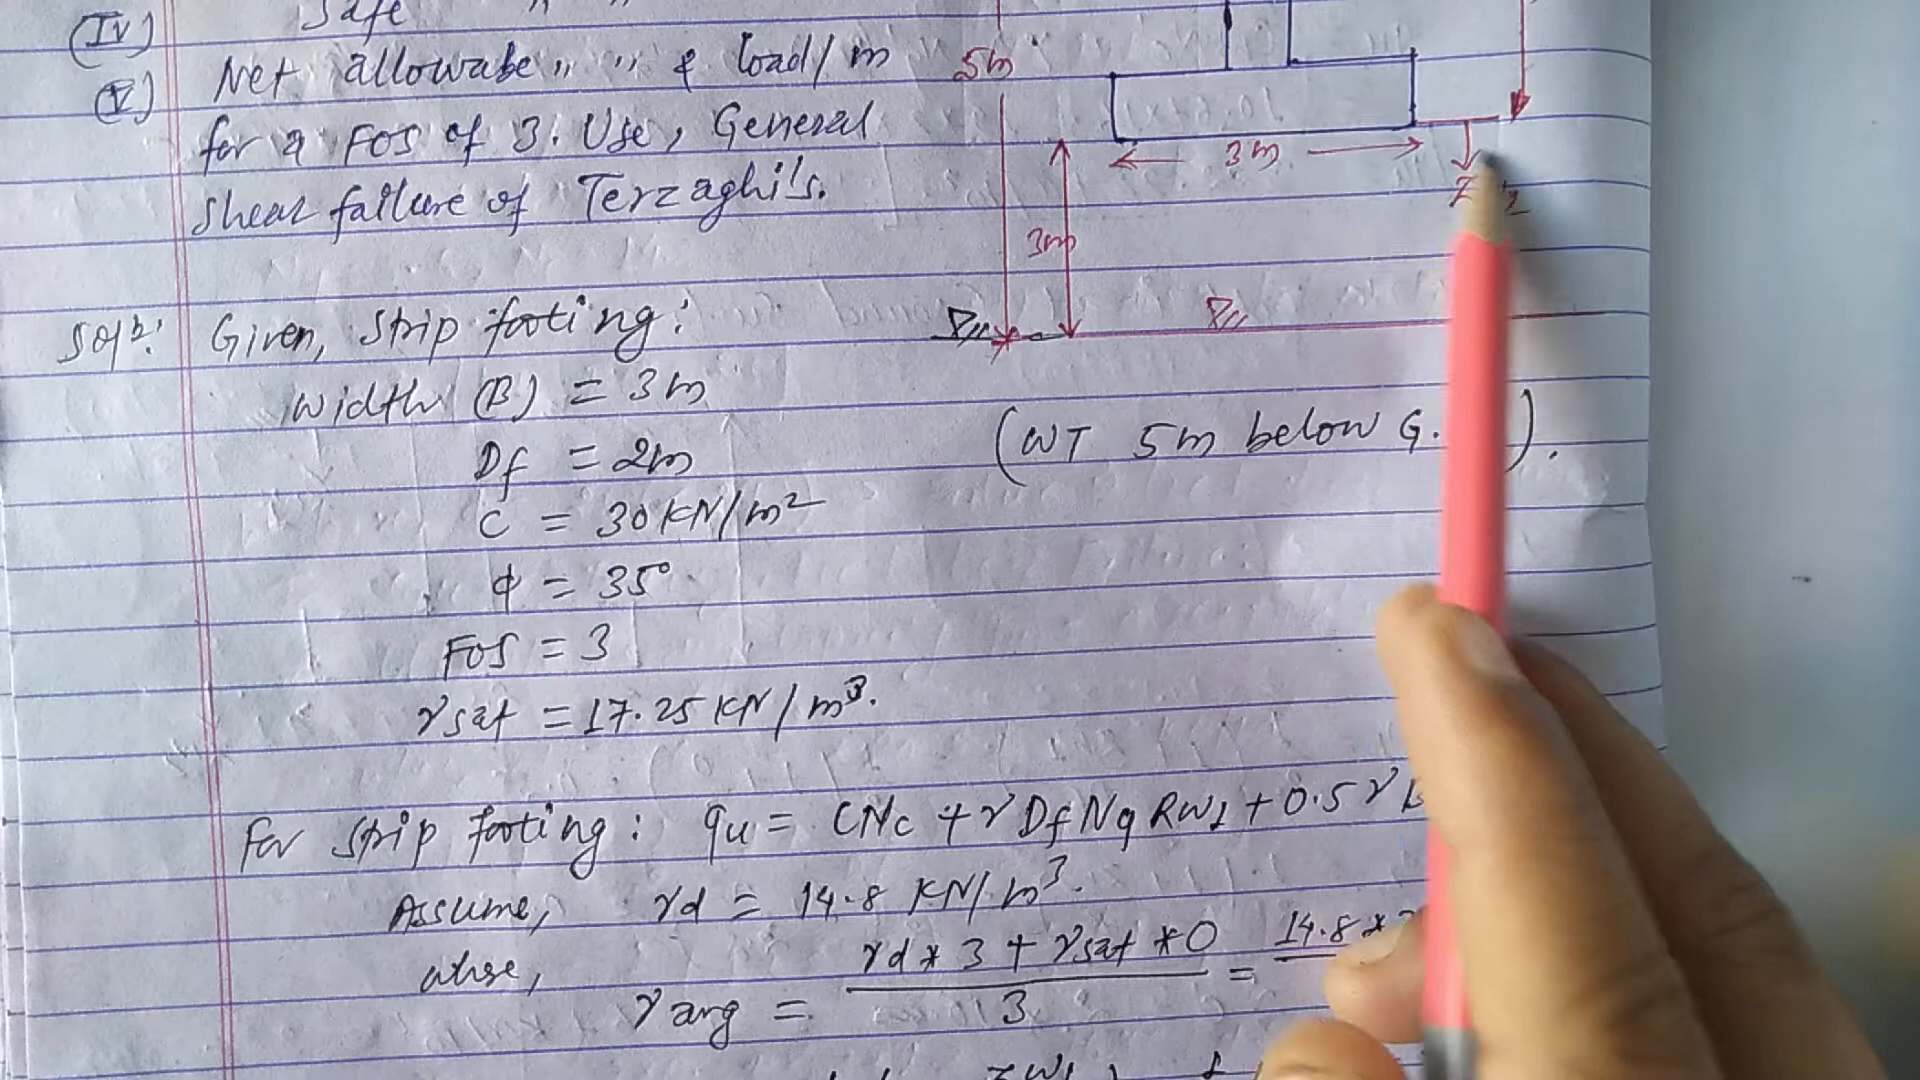 (IV) Safe " "
(V) Net allowabe " " & load/m
for a FOS of 3. Use, General
Shear failure of Terzaghi's.
5m
3m
3m
Soln: Given, Strip footing:
Width (B) = 3m
Df = 2m
(WT 5m below G.
).
C = 30 KN/m2
ϕ = 35°
FOS = 3
γsat = 17.25 KN/m3.
For Strip footing: qu = CNc + γ Df Nq Rw1 + 0.5 γ
Assume, γd = 14.8 KN/m3.
γd * 3 + γsat * 0 = 14.8 *
γavg =
3
zw1